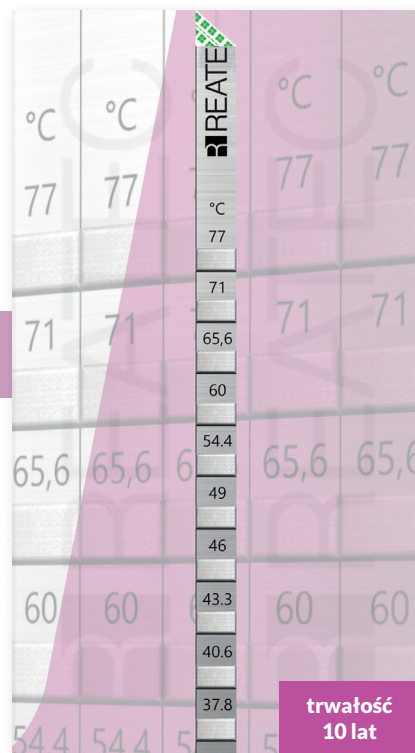 REATEC
°C °C °C °C
77 77 77 77
71 71 71 71
65,6 65,6 65,6 65,6
60 60 60 60
54.4 54.4
REATE
°C
77
71
65,6
60
54.4
49
46
43.3
40.6
37.8
trwałość
10 lat